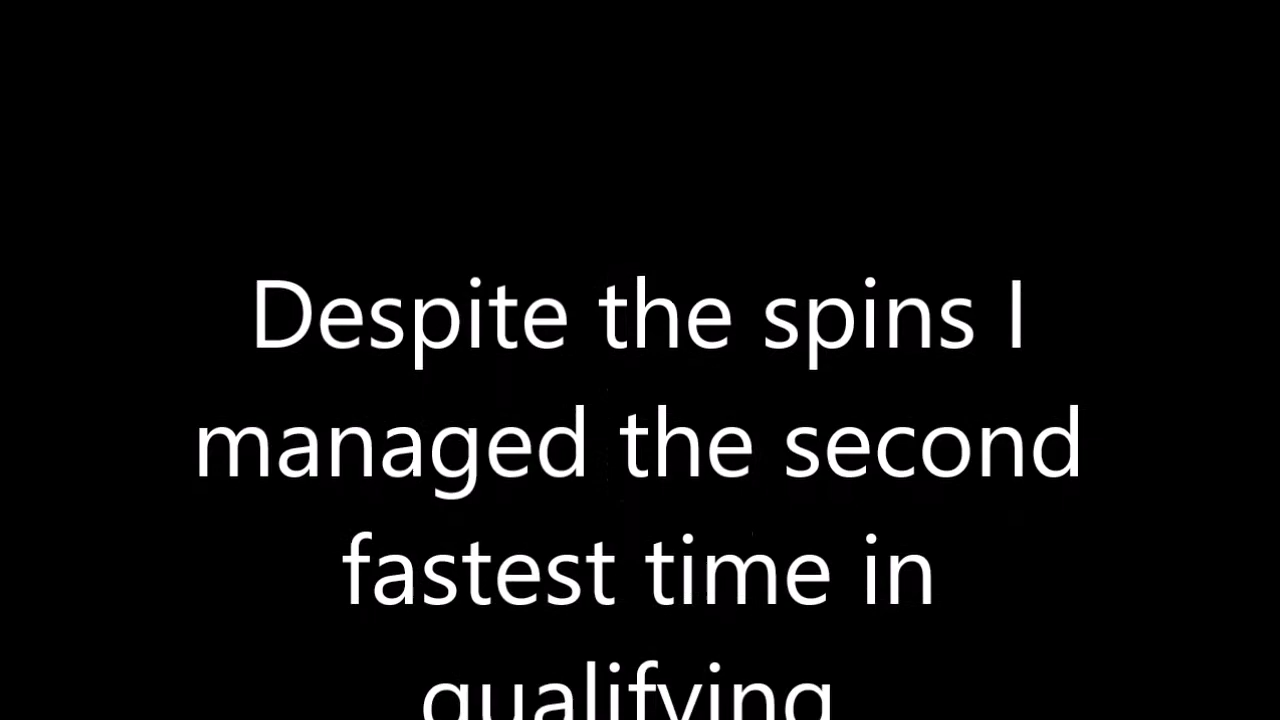 Despite the spins I
managed the second
fastest time in
qualifying